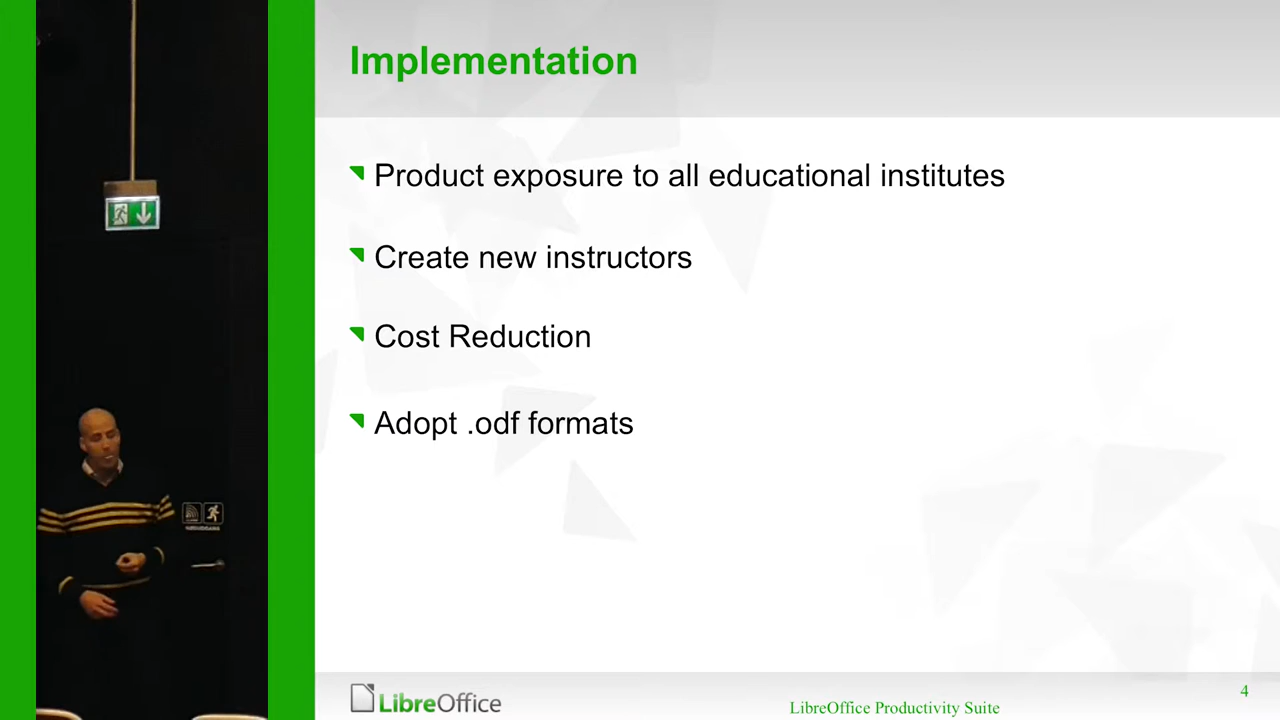 Implementation
Product exposure to all educational institutes
Create new instructors
Cost Reduction
Adopt .odf formats
LibreOffice
LibreOffice Productivity Suite
4